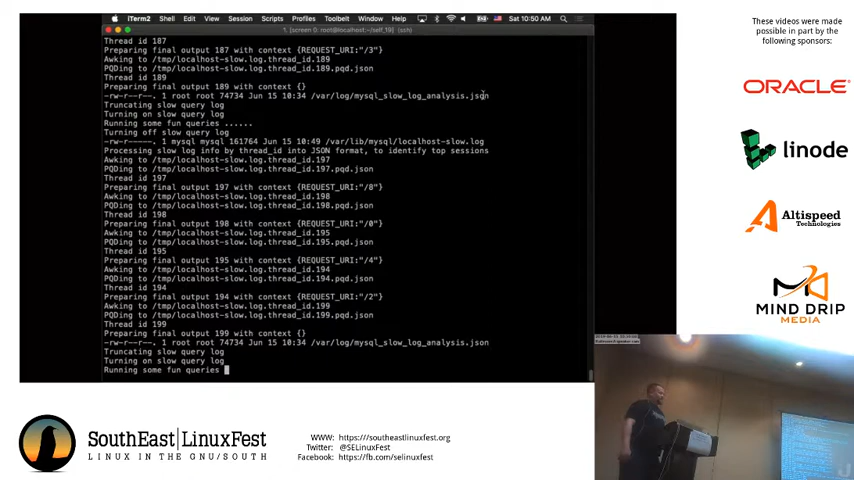 iTerm2 Shell Edit View Session Scripts Profiles Toolbelt Window Help Sat 10:50 AM
1. [screen 0: root@localhost:~/self_19] (ssh)
Thread id 187
Preparing final output 187 with context {REQUEST_URI:"/3"}
Awking to /tmp/localhost-slow.log.thread_id.189
PQDing to /tmp/localhost-slow.log.thread_id.189.pqd.json
Thread id 189
Preparing final output 189 with context {}
-rw-r--r--. 1 root root 74734 Jun 15 10:34 /var/log/mysql_slow_log_analysis.json
Truncating slow query log
Turning on slow query log
Running some fun queries ......
Turning off slow query log
-rw-r-----. 1 mysql mysql 161764 Jun 15 10:49 /var/lib/mysql/localhost-slow.log
Processing slow log info by thread_id into JSON format, to identify top sessions
Awking to /tmp/localhost-slow.log.thread_id.197
PQDing to /tmp/localhost-slow.log.thread_id.197.pqd.json
Thread id 197
Preparing final output 197 with context {REQUEST_URI:"/8"}
Awking to /tmp/localhost-slow.log.thread_id.198
PQDing to /tmp/localhost-slow.log.thread_id.198.pqd.json
Thread id 198
Preparing final output 198 with context {REQUEST_URI:"/0"}
Awking to /tmp/localhost-slow.log.thread_id.195
PQDing to /tmp/localhost-slow.log.thread_id.195.pqd.json
Thread id 195
Preparing final output 195 with context {REQUEST_URI:"/4"}
Awking to /tmp/localhost-slow.log.thread_id.194
PQDing to /tmp/localhost-slow.log.thread_id.194.pqd.json
Thread id 194
Preparing final output 194 with context {REQUEST_URI:"/2"}
Awking to /tmp/localhost-slow.log.thread_id.199
PQDing to /tmp/localhost-slow.log.thread_id.199.pqd.json
Thread id 199
Preparing final output 199 with context {}
-rw-r--r--. 1 root root 74734 Jun 15 10:34 /var/log/mysql_slow_log_analysis.json
Truncating slow query log
Turning on slow query log
Running some fun queries
These videos were made
possible in part by the
following sponsors:
ORACLE
linode
Altispeed
Technologies
MIND DRIP
MEDIA
SouthEast|LinuxFest
LINUX IN THE GNU/SOUTH
WWW: https:///southeastlinuxfest.org
Twitter: @SELinuxFest
Facebook: https://fb.com/selinuxfest